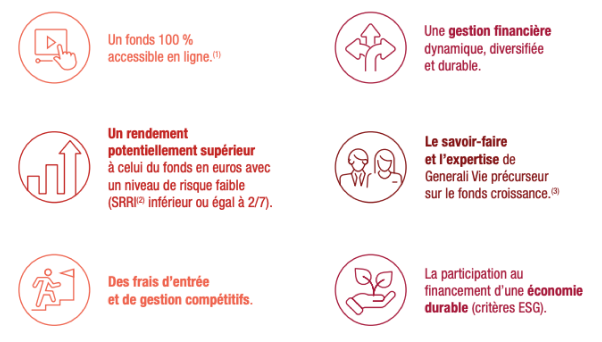 Un fonds 100 %
accessible en ligne.(1)
Une gestion financière
dynamique, diversifiée
et durable.
Un rendement
potentiellement supérieur
à celui du fonds en euros avec
un niveau de risque faible
(SRRI(2) inférieur ou égal à 2/7).
Le savoir-faire
et l’expertise de
Generali Vie précurseur
sur le fonds croissance.(3)
Des frais d’entrée
et de gestion compétitifs.
La participation au
financement d’une économie
durable (critères ESG).